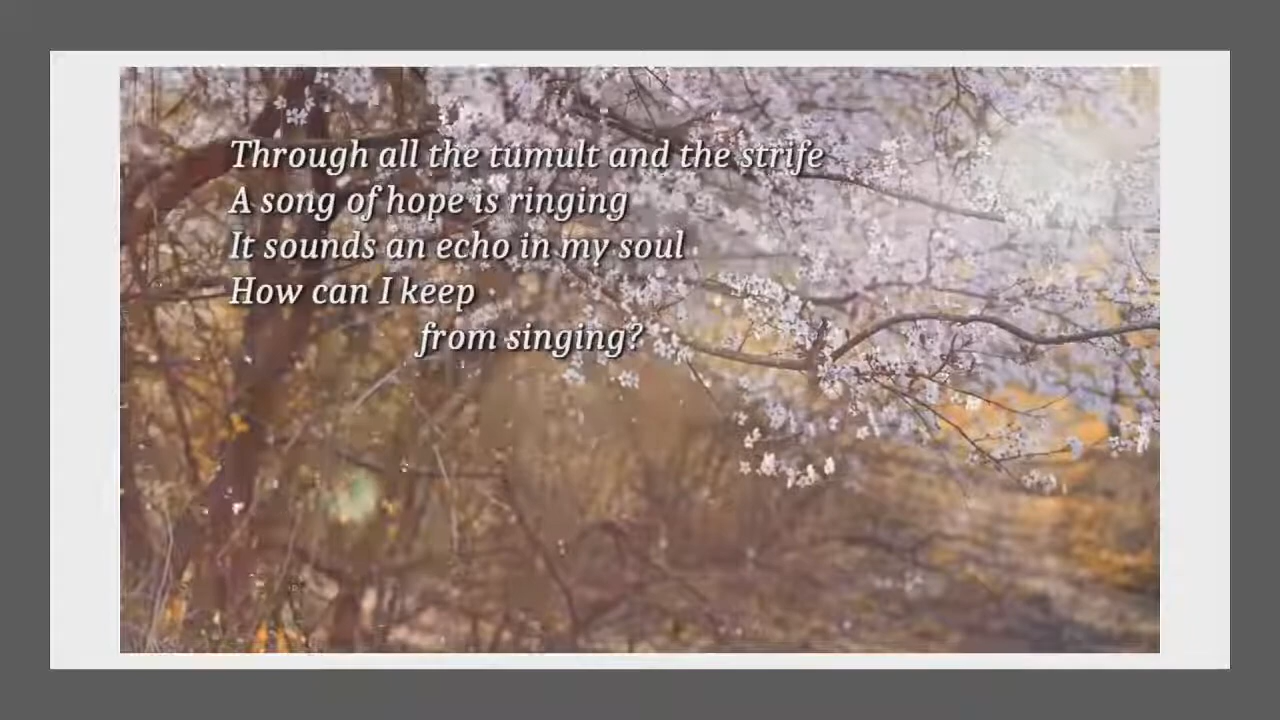 Through all the tumult and the strife
A song of hope is ringing
It sounds an echo in my soul
How can I keep
from singing?